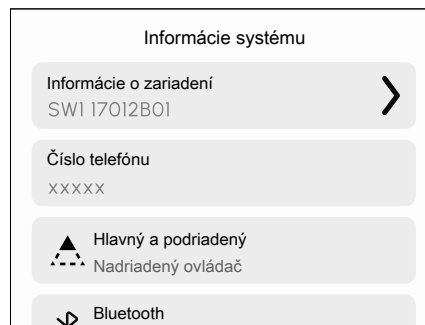 Informácie systému
Informácie o zariadení
SW1 17012B01
Číslo telefónu
xxxxx
Hlavný a podriadený
Nadriadený ovládač
Bluetooth